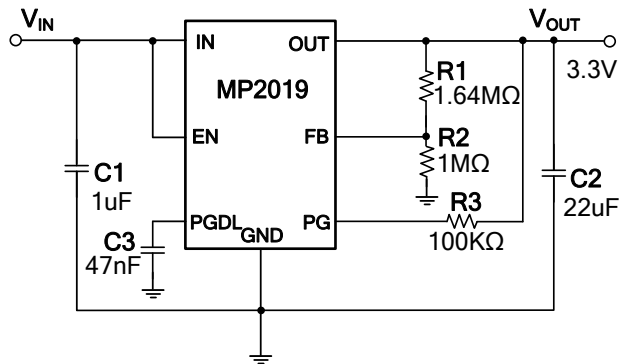 VIN
VOUT
IN
OUT
R1
3.3V
MP2019
1.64MΩ
R2
EN
FB
1MΩ
C1
C2
1uF
R3
22uF
PGDL
GND
PG
C3
100KΩ
47nF